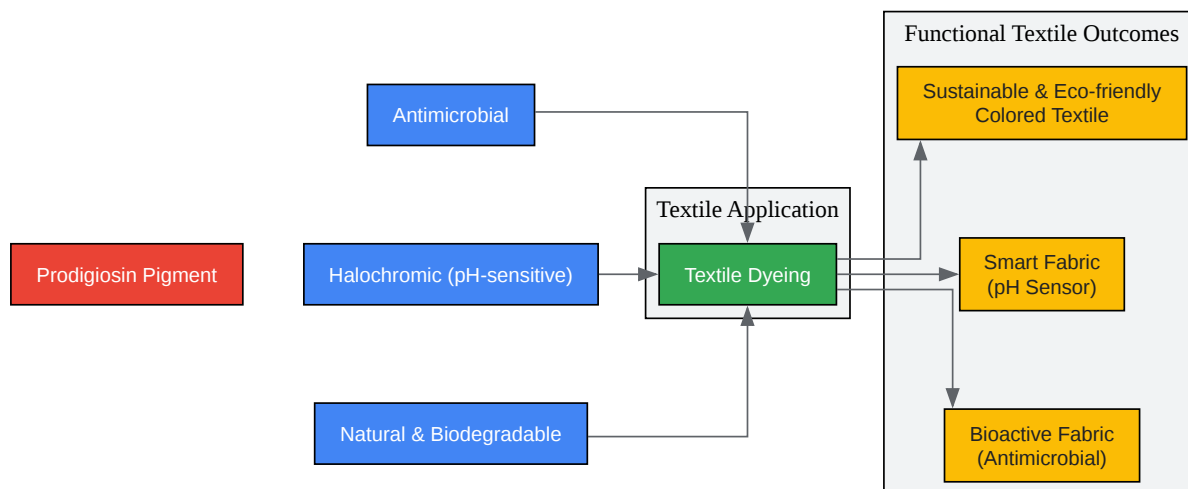 Functional Textile Outcomes
Sustainable & Eco-friendly
Colored Textile
Antimicrobial
Textile Application
Prodigiosin Pigment
Halochromic (pH-sensitive)
Textile Dyeing
Smart Fabric
(pH Sensor)
Natural & Biodegradable
Bioactive Fabric
(Antimicrobial)